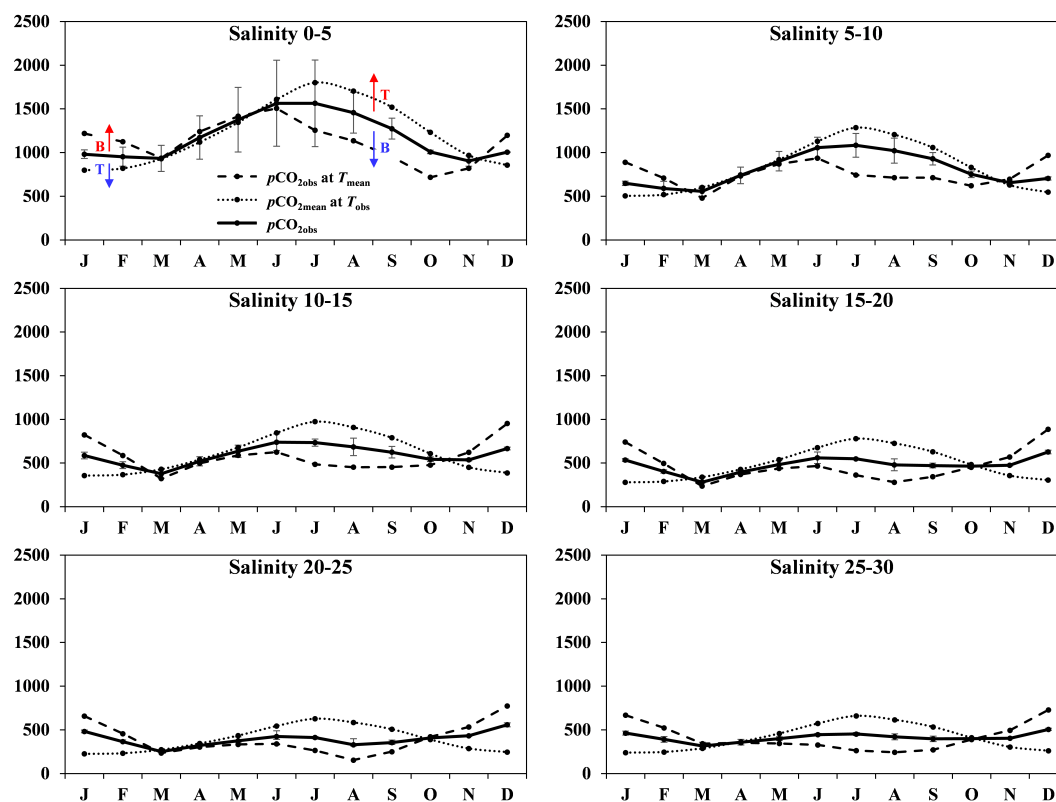 Salinity 0-5
2500
2000
1500
1000
500
0
B
T
T
B
pCO2obs at Tmean
pCO2mean at Tobs
pCO2obs
J F M A M J J A S O N D
Salinity 5-10
2500
2000
1500
1000
500
0
J F M A M J J A S O N D
Salinity 10-15
2500
2000
1500
1000
500
0
J F M A M J J A S O N D
Salinity 15-20
2500
2000
1500
1000
500
0
J F M A M J J A S O N D
Salinity 20-25
2500
2000
1500
1000
500
0
J F M A M J J A S O N D
Salinity 25-30
2500
2000
1500
1000
500
0
J F M A M J J A S O N D